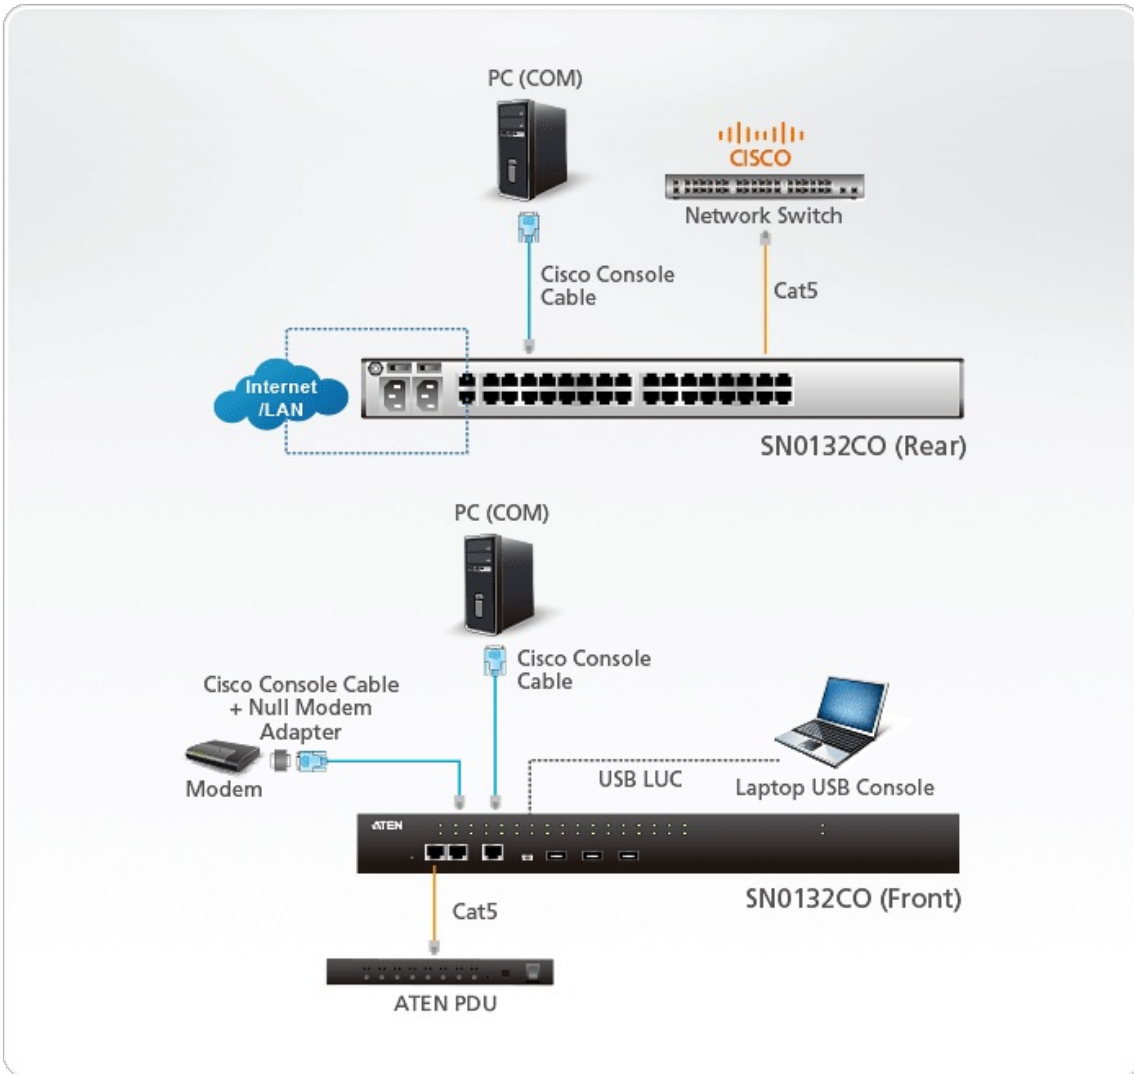 PC (COM)
CISCO
Network Switch
Cisco Console
Cable
Cat5
Internet
/LAN
SN0132CO (Rear)
PC (COM)
Cisco Console
Cable
Cisco Console Cable
+ Null Modem
Adapter
Modem
USB LUC
Laptop USB Console
ATEN
SN0132CO (Front)
Cat5
ATEN PDU